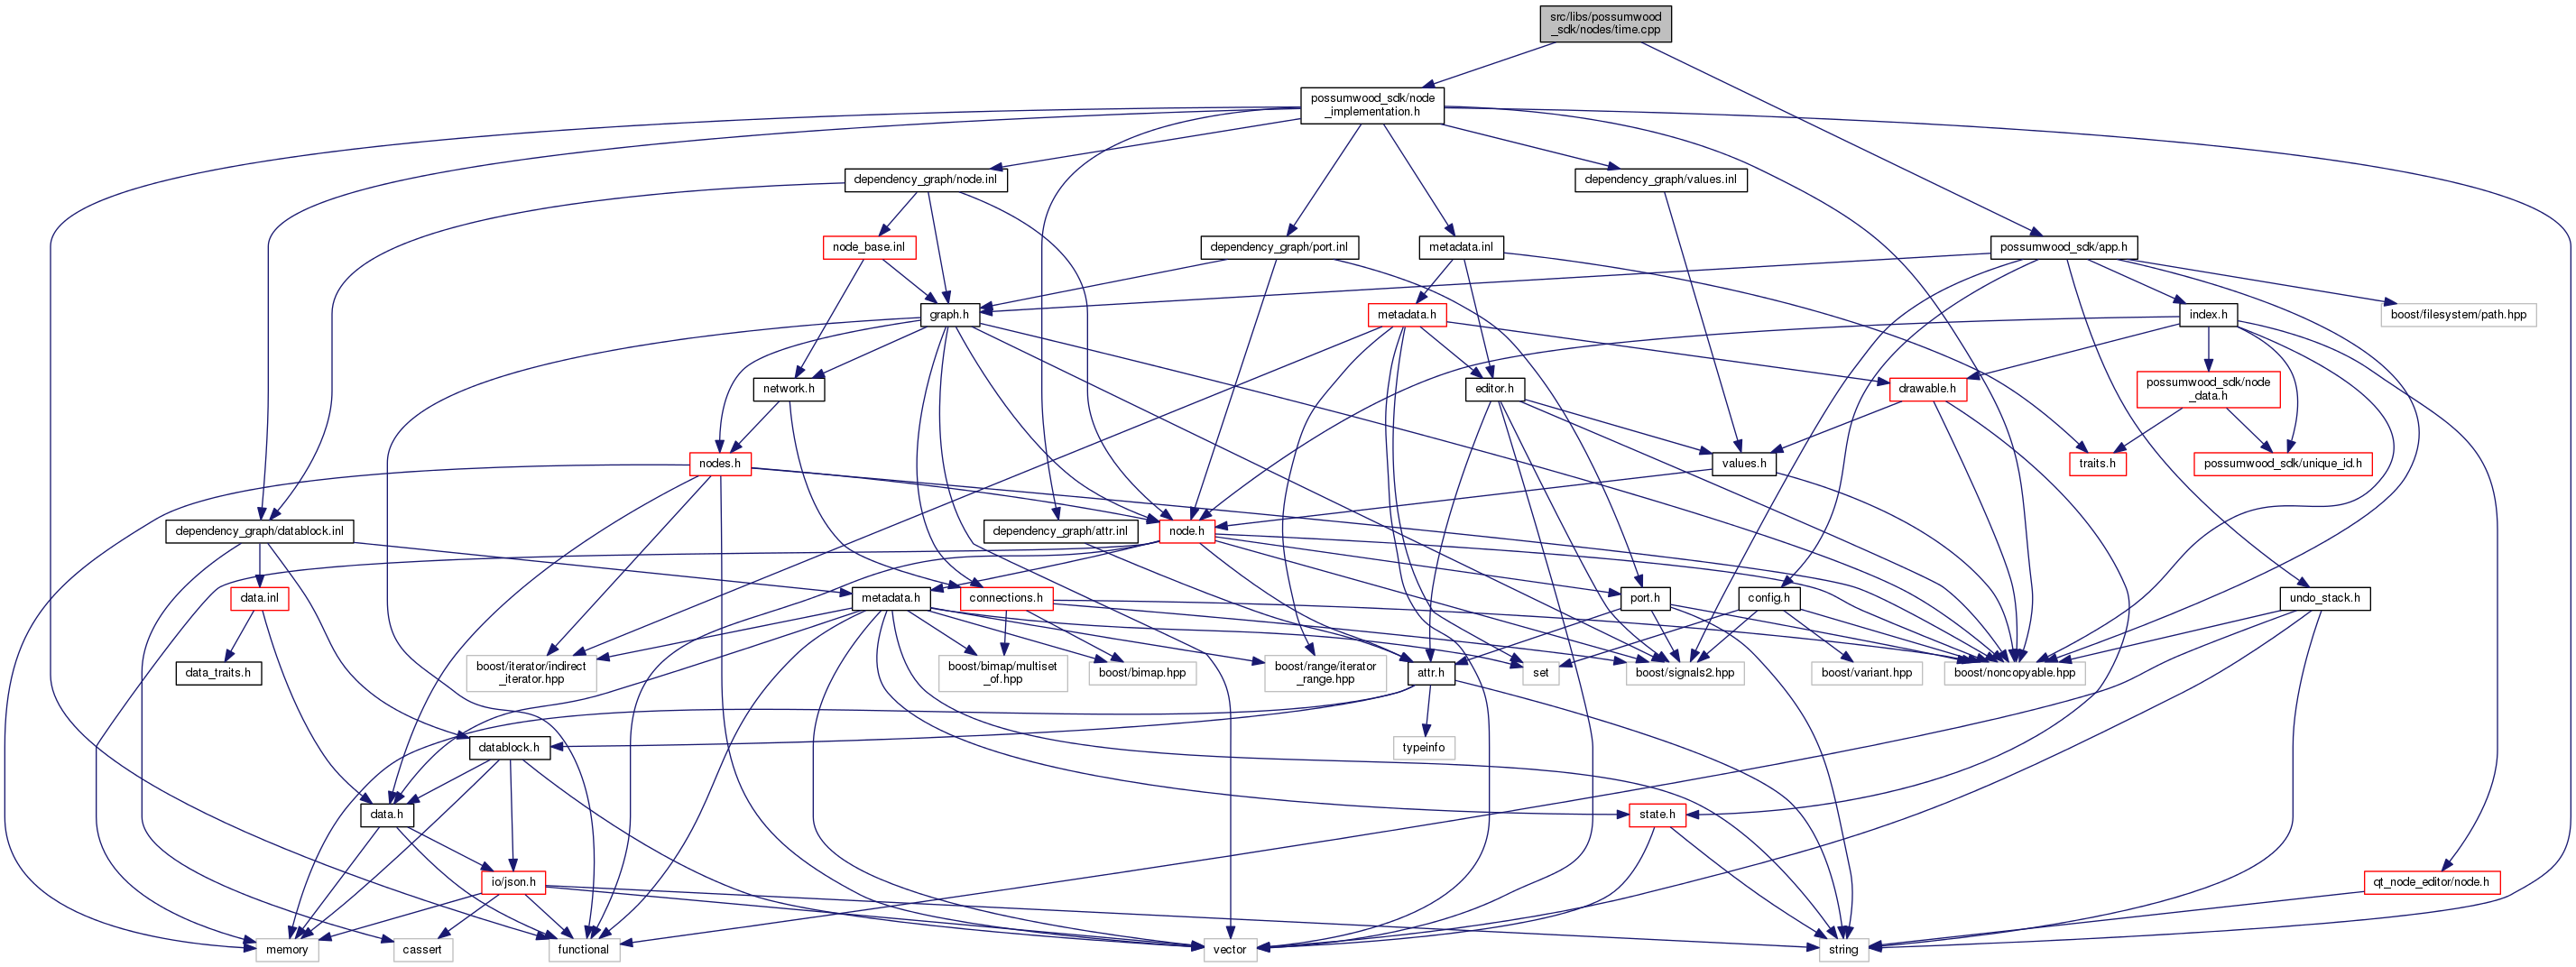 src/libs/possumwood
_sdk/nodes/time.cpp
possumwood_sdk/node
_implementation.h
dependency_graph/node.inl
dependency_graph/values.inl
node_base.inl
dependency_graph/port.inl
metadata.inl
possumwood_sdk/app.h
graph.h
metadata.h
index.h
boost/filesystem/path.hpp
network.h
editor.h
drawable.h
possumwood_sdk/node
_data.h
nodes.h
values.h
traits.h
possumwood_sdk/unique_id.h
dependency_graph/datablock.inl
dependency_graph/attr.inl
node.h
data.inl
metadata.h
connections.h
port.h
config.h
undo_stack.h
data_traits.h
boost/iterator/indirect
_iterator.hpp
boost/bimap/multiset
_of.hpp
boost/bimap.hpp
boost/range/iterator
_range.hpp
attr.h
set
boost/signals2.hpp
boost/variant.hpp
boost/noncopyable.hpp
datablock.h
typeinfo
data.h
state.h
io/json.h
qt_node_editor/node.h
memory
cassert
functional
vector
string